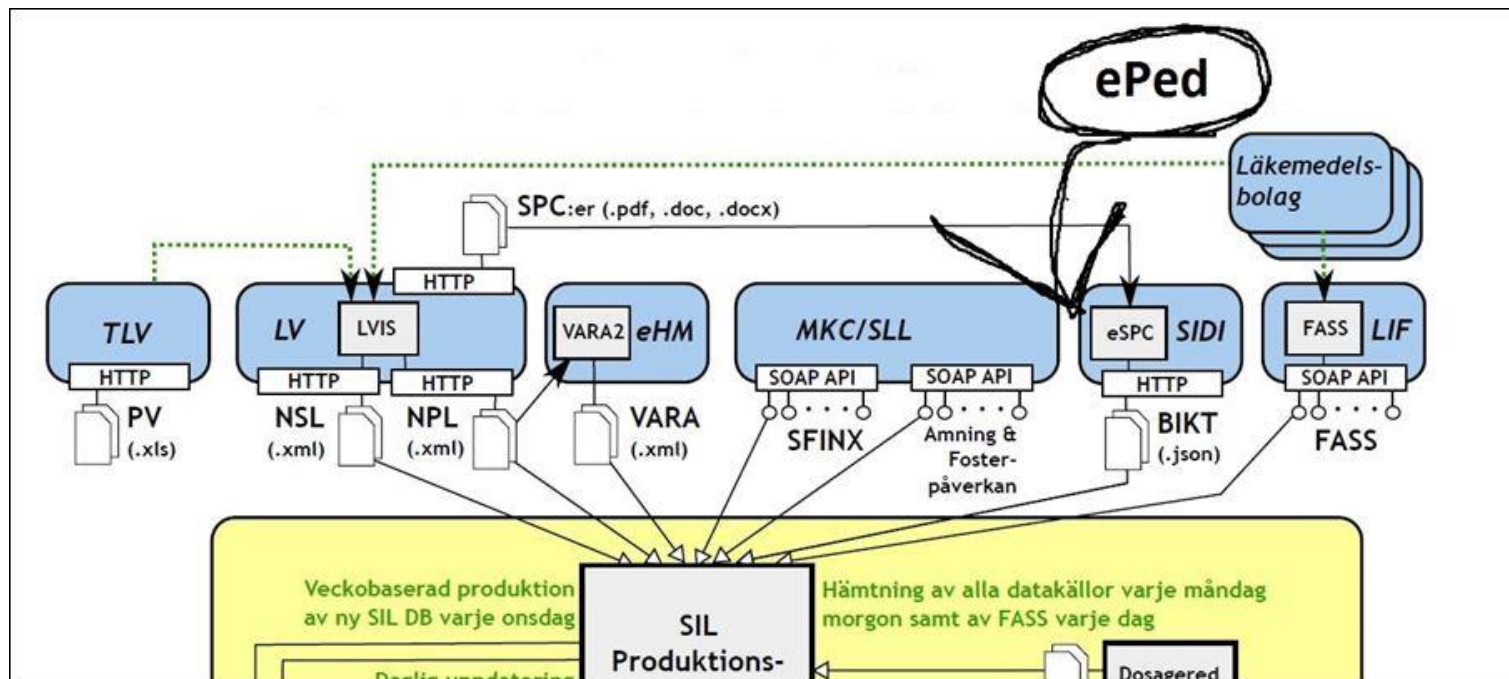 ePed
Läkemedels-
bolag
SPC:er (.pdf, .doc, .docx)
HTTP
TLV
LV
LVIS
VARA2
eHM
MKC/SLL
eSPC
SIDI
FASS
LIF
HTTP
HTTP
HTTP
SOAP API
SOAP API
HTTP
SOAP API
PV
(.xls)
NSL
(.xml)
NPL
(.xml)
VARA
(.xml)
SFINX
Amning &
Foster-
påverkan
BIKT
(.json)
FASS
Veckobaserad produktion
av ny SIL DB varje onsdag
SIL
Produktions-
Hämtning av alla datakällor varje måndag
morgon samt av FASS varje dag
Daglig uppdatering
Dosagered